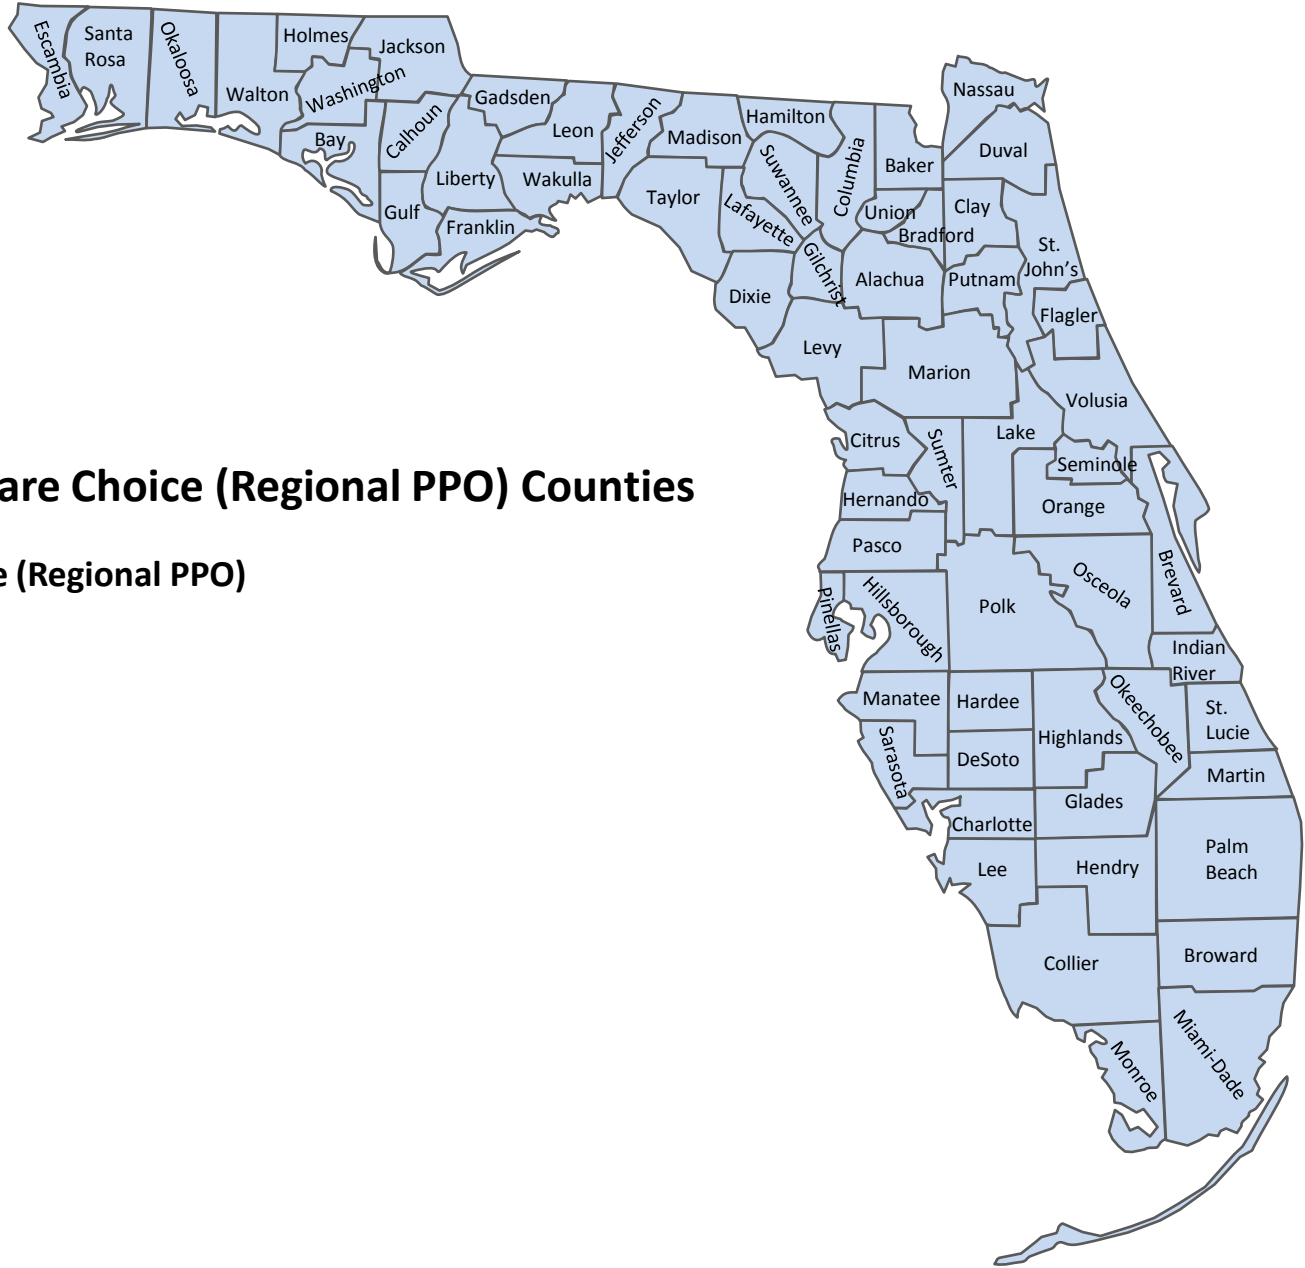 Escambia
Santa
Rosa
Okaloosa
Walton
Holmes
Jackson
Washington
Bay
Calhoun
Gadsden
Leon
Liberty
Gulf
Franklin
Wakulla
Jefferson
Madison
Taylor
Hamilton
Suwannee
Lafayette
Columbia
Baker
Nassau
Duval
Union
Bradford
Clay
St.
John’s
Gilchrist
Alachua
Putnam
Dixie
Flagler
Levy
Marion
Volusia
Citrus
Sumter
Lake
Seminole
Orange
Hernando
are Choice (Regional PPO) Counties
Pasco
e (Regional PPO)
Pinellas
Hillsborough
Polk
Osceola
Brevard
Indian
River
Manatee
Hardee
Highlands
Okeechobee
St.
Lucie
Sarasota
DeSoto
Martin
Glades
Charlotte
Palm
Beach
Lee
Hendry
Collier
Broward
Monroe
Miami-Dade